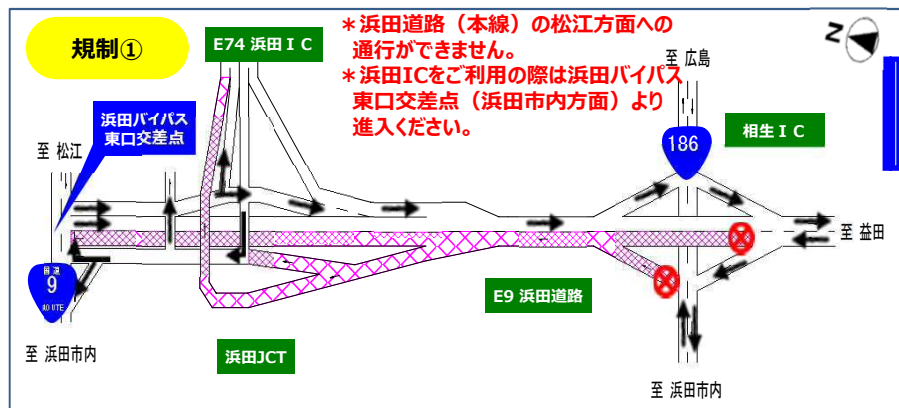 規制①
E74 浜田ＩＣ
＊浜田道路（本線）の松江方面への
通行ができません。
＊浜田ICをご利用の際は浜田バイパス
東口交差点（浜田市内方面）より
進入ください。
N
至 広島
浜田バイパス
東口交差点
至 松江
186
相生ＩＣ
至 益田
国道
9
ROUTE
E9 浜田道路
至 浜田市内
浜田JCT
至 浜田市内